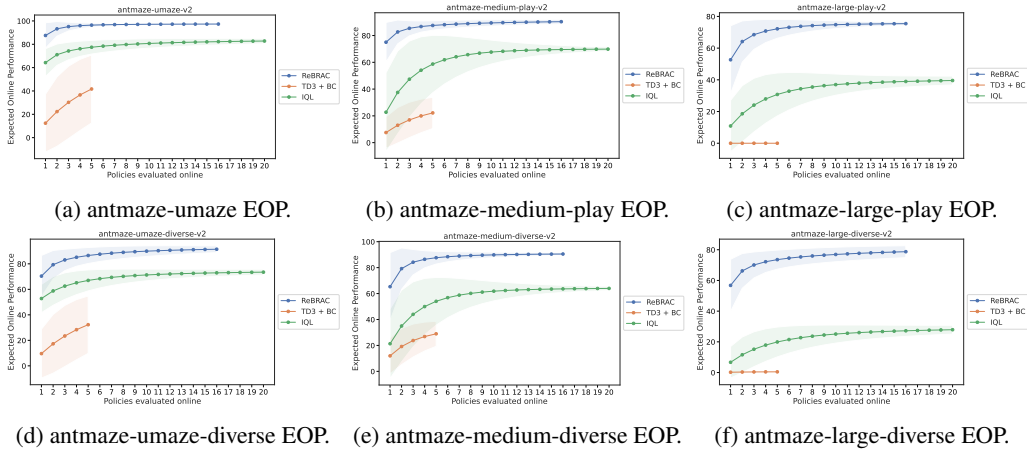 antmaze-umaze-v2
Expected Online Performance
100
80
60
40
20
0
1 2 3 4 5 6 7 8 9 10 11 12 13 14 15 16 17 18 19 20
Policies evaluated online
ReBRAC
TD3 + BC
IQL
(a) antmaze-umaze EOP.
antmaze-medium-play-v2
Expected Online Performance
100
80
60
40
20
0
1 2 3 4 5 6 7 8 9 10 11 12 13 14 15 16 17 18 19 20
Policies evaluated online
ReBRAC
TD3 + BC
IQL
(b) antmaze-medium-play EOP.
antmaze-large-play-v2
Expected Online Performance
80
60
40
20
0
1 2 3 4 5 6 7 8 9 10 11 12 13 14 15 16 17 18 19 20
Policies evaluated online
ReBRAC
TD3 + BC
IQL
(c) antmaze-large-play EOP.
antmaze-umaze-diverse-v2
Expected Online Performance
80
60
40
20
0
1 2 3 4 5 6 7 8 9 10 11 12 13 14 15 16 17 18 19 20
Policies evaluated online
ReBRAC
TD3 + BC
IQL
(d) antmaze-umaze-diverse EOP.
antmaze-medium-diverse-v2
Expected Online Performance
100
80
60
40
20
0
1 2 3 4 5 6 7 8 9 10 11 12 13 14 15 16 17 18 19 20
Policies evaluated online
ReBRAC
TD3 + BC
IQL
(e) antmaze-medium-diverse EOP.
antmaze-large-diverse-v2
Expected Online Performance
80
60
40
20
0
1 2 3 4 5 6 7 8 9 10 11 12 13 14 15 16 17 18 19 20
Policies evaluated online
ReBRAC
TD3 + BC
IQL
(f) antmaze-large-diverse EOP.